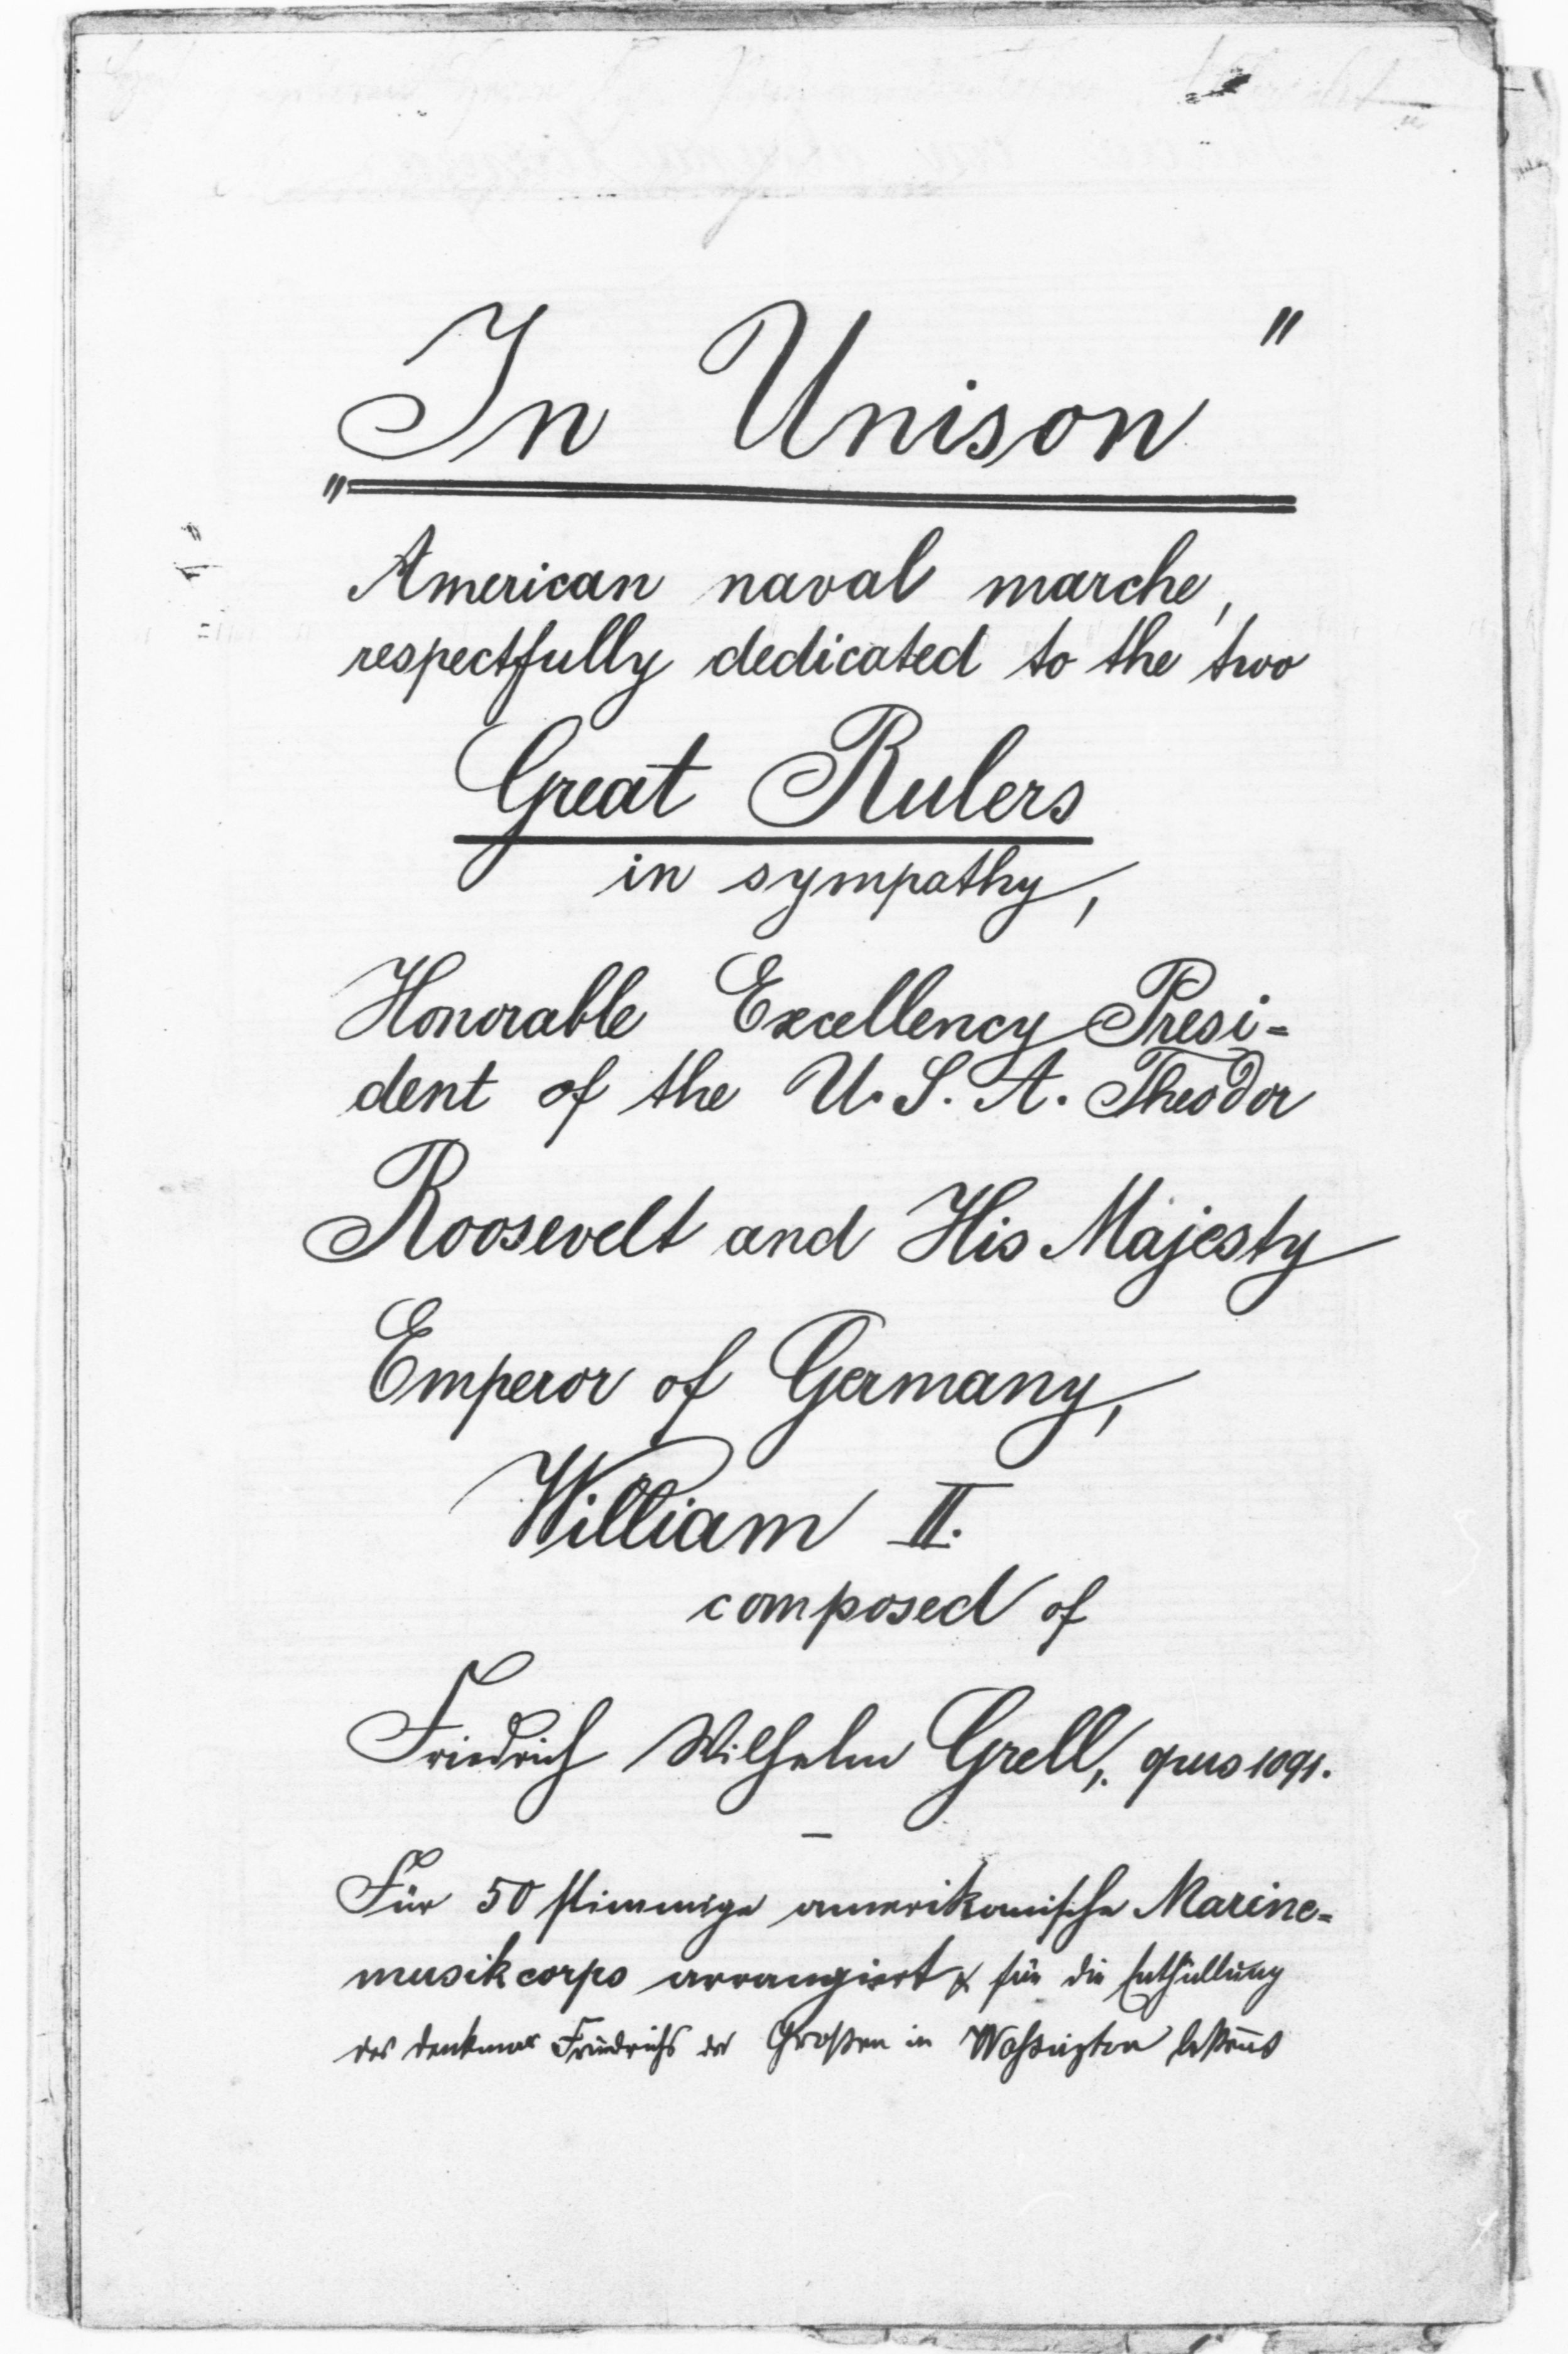 „In Unison"
American naval marche,
respectfully dedicated to the two
Great Rulers
in sympathy,
Honorable Excellency Presi-
dent of the U. S. A. Theodor
Roosevelt and His Majesty
Emperor of Germany,
William II.
composed of
Friedrich Wilhelm Grell, opus 1091.
Für 50 stimmige amerikanische Marine-
musikcorps arrangiert & für die Enthüllung
des Denkmals Friedrichs des Großen in Washington